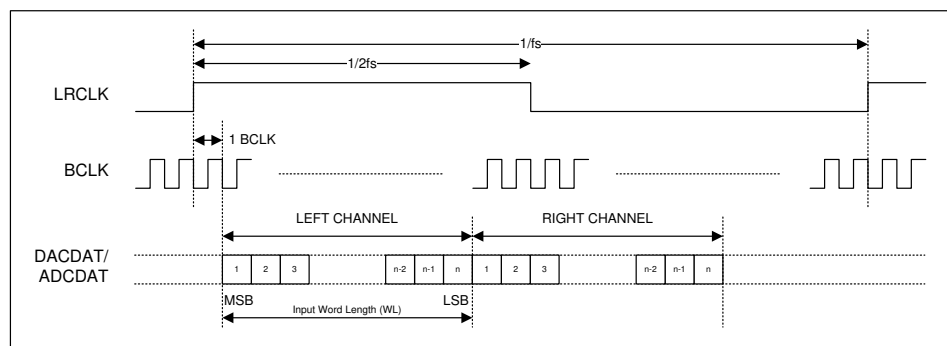 1/fs
1/2fs
LRCLK
1 BCLK
BCLK
LEFT CHANNEL RIGHT CHANNEL
DACDAT/
ADCDAT
1 2 3 n-2 n-1 n 1 2 3 n-2 n-1 n
MSB LSB
Input Word Length (WL)